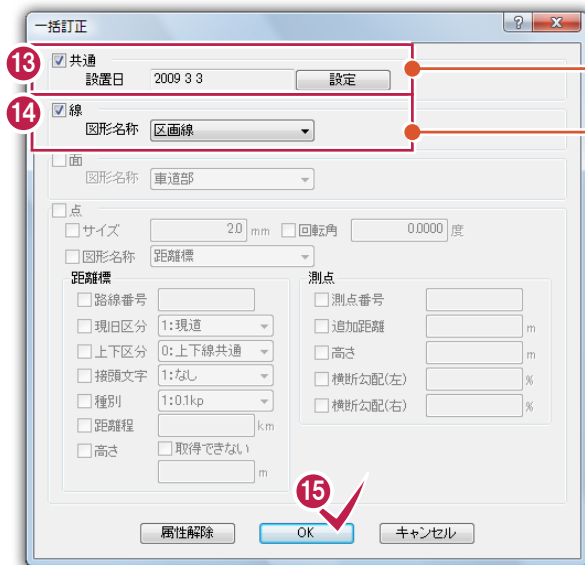 一括訂正
?
13
共通
設置日 2009 3 3 設定
14
線
図形名称 区画線
面
図形名称 車道部
点
サイズ 2.0 mm 回転角 0.0000 度
図形名称 距離標
距離標
路線番号
現旧区分 1:現道
上下区分 0:上下線共通
接頭文字 1:なし
種別 1:0.1kp
距離程 km
高さ 取得できない
m
測点
測点番号
追加距離 m
高さ m
横断勾配(左) %
横断勾配(右) %
15
属性解除 OK キャンセル